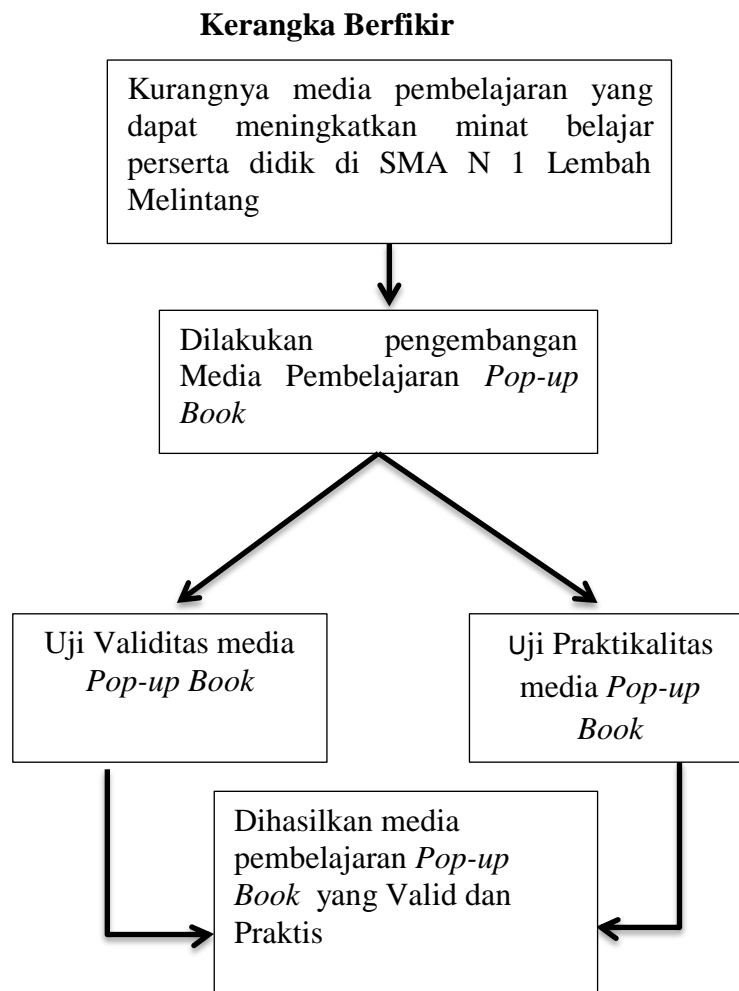 Kerangka Berfikir
Kurangnya media pembelajaran yang
dapat meningkatkan minat belajar
perserta didik di SMA N 1 Lembah
Melintang
Dilakukan pengembangan
Media Pembelajaran Pop-up
Book
Uji Validitas media
Pop-up Book
Uji Praktikalitas
media Pop-up
Book
Dihasilkan media
pembelajaran Pop-up
Book yang Valid dan
Praktis